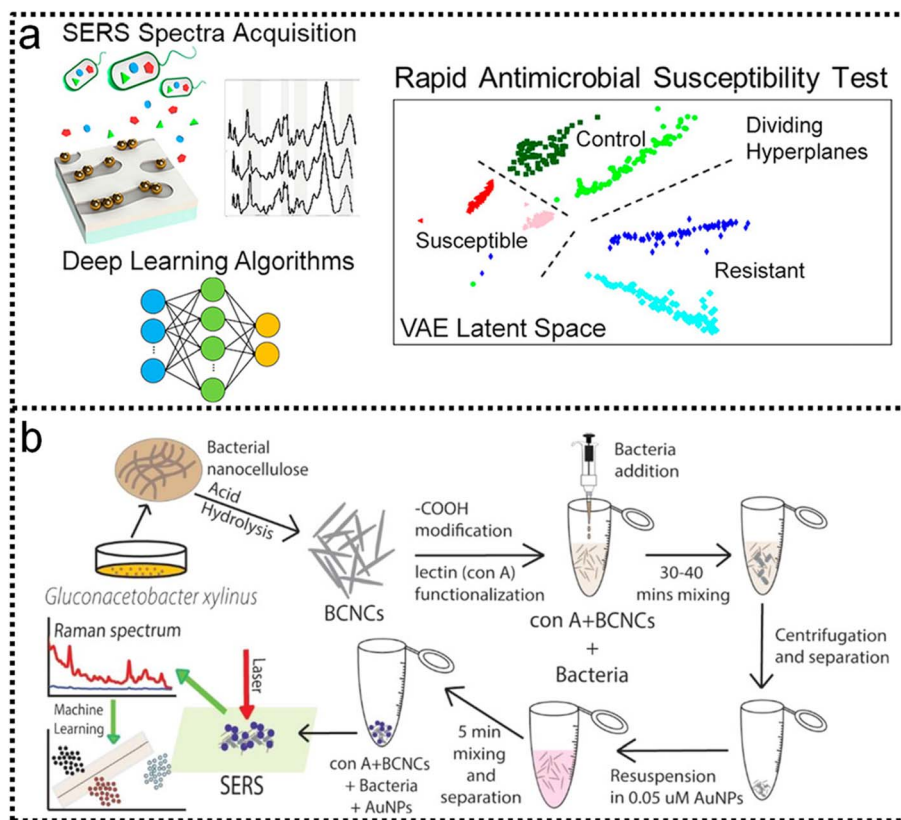 a
SERS Spectra Acquisition
Deep Learning Algorithms
Rapid Antimicrobial Susceptibility Test
Control
Dividing
Hyperplanes
Susceptible
Resistant
VAE Latent Space
b
Bacterial
nanocellulose
Acid
Hydrolysis
Gluconacetobacter xylinus
BCNCs
-COOH
modification
lectin (con A)
functionalization
Bacteria
addition
con A+BCNCs
+
Bacteria
30-40
mins mixing
Centrifugation
and separation
Resuspension
in 0.05 uM AuNPs
5 min
mixing
and
separation
con A+BCNCs
+ Bacteria
+ AuNPs
Laser
SERS
Raman spectrum
Machine
Learning